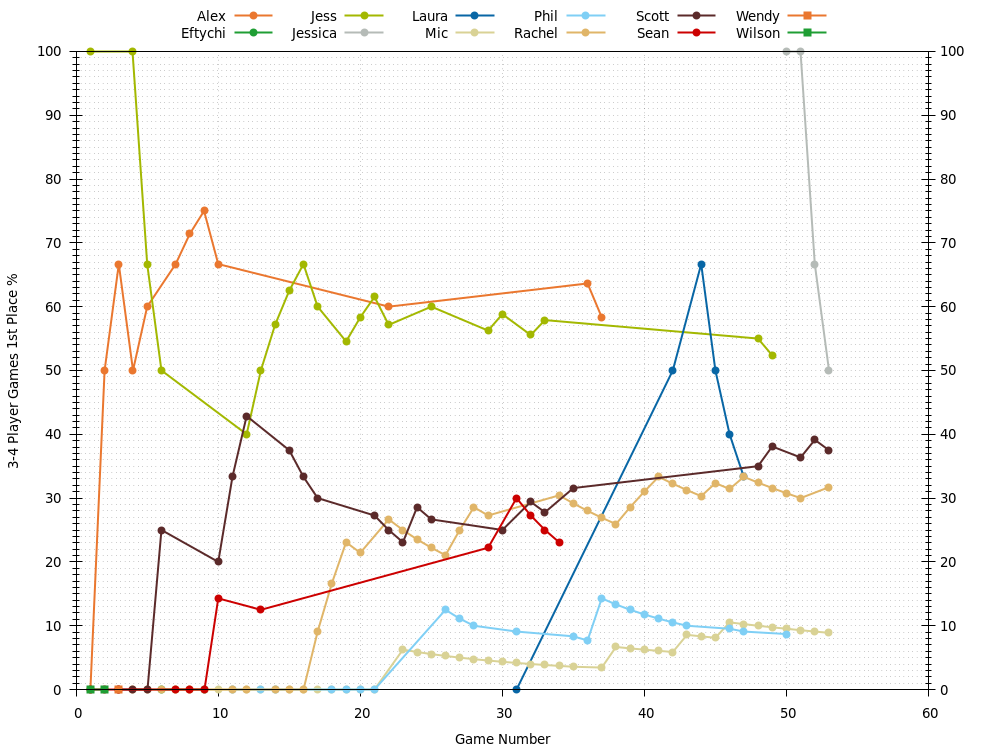 Alex Jess Laura Phil Scott Wendy
Eftychi Jessica Mic Rachel Sean Wilson
100 100
90 90
80 80
70 70
60 60
50 50
40 40
30 30
20 20
10 10
0 0
0 10 20 30 40 50 60
3-4 Player Games 1st Place %
Game Number